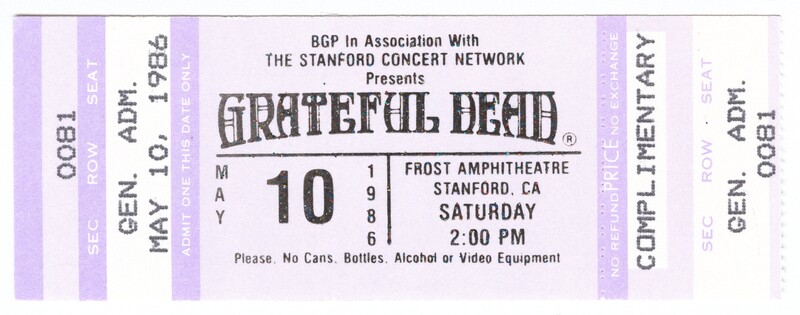 0081
SEC ROW SEAT
GEN. ADM.
MAY 10, 1986
ADMIT ONE THIS DATE ONLY
BGP In Association With
THE STANFORD CONCERT NETWORK
Presents
GRATEFUL DEAD®
MAY
10
1986
FROST AMPHITHEATRE
STANFORD, CA
SATURDAY
2:00 PM
Please, No Cans, Bottles, Alcohol or Video Equipment
NO REFUND PRICE NO EXCHANGE
COMPLIMENTARY
SEC ROW SEAT
GEN. ADM.
0081